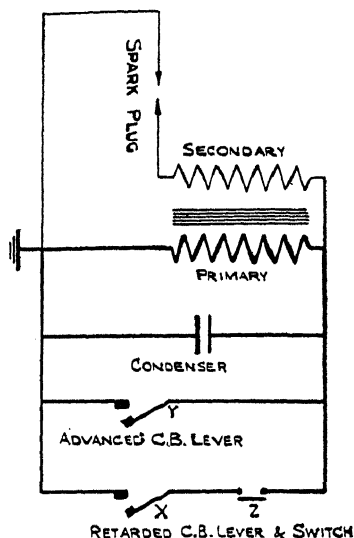 SPARK PLUG
SECONDARY
PRIMARY
CONDENSER
Y
ADVANCED C.B. LEVER
X
Z
RETARDED C.B. LEVER & SWITCH